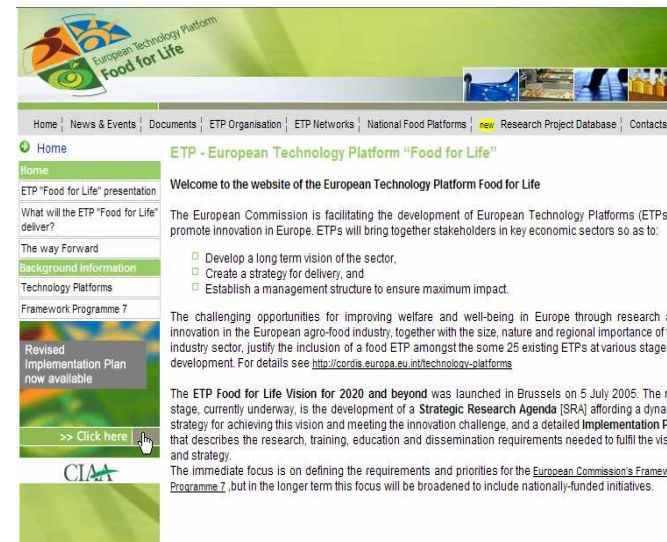 European Technology Platform
Food for Life
Home ¦ News & Events ¦ Documents ¦ ETP Organisation ¦ ETP Networks ¦ National Food Platforms ¦ new Research Project Database ¦ Contacts
Home
Home
ETP "Food for Life" presentation
What will the ETP "Food for Life"
deliver?
The way Forward
Background information
Technology Platforms
Framework Programme 7
Revised
Implementation Plan
now available
>> Click here
CIAA
ETP - European Technology Platform “Food for Life”
Welcome to the website of the European Technology Platform Food for Life
The European Commission is facilitating the development of European Technology Platforms (ETPs
promote innovation in Europe. ETPs will bring together stakeholders in key economic sectors so as to:
Develop a long term vision of the sector,
Create a strategy for delivery, and
Establish a management structure to ensure maximum impact.
The challenging opportunities for improving welfare and well-being in Europe through research
innovation in the European agro-food industry, together with the size, nature and regional importance of
industry sector, justify the inclusion of a food ETP amongst the some 25 existing ETPs at various stage
development. For details see http://cordis.europa.eu.int/technology-platforms
The ETP Food for Life Vision for 2020 and beyond was launched in Brussels on 5 July 2005. The
stage, currently underway, is the development of a Strategic Research Agenda [SRA] affording a dyna
strategy for achieving this vision and meeting the innovation challenge, and a detailed Implementation P
that describes the research, training, education and dissemination requirements needed to fulfil the vis
and strategy.
The immediate focus is on defining the requirements and priorities for the European Commission's Framew
Programme 7 ,but in the longer term this focus will be broadened to include nationally-funded initiatives.